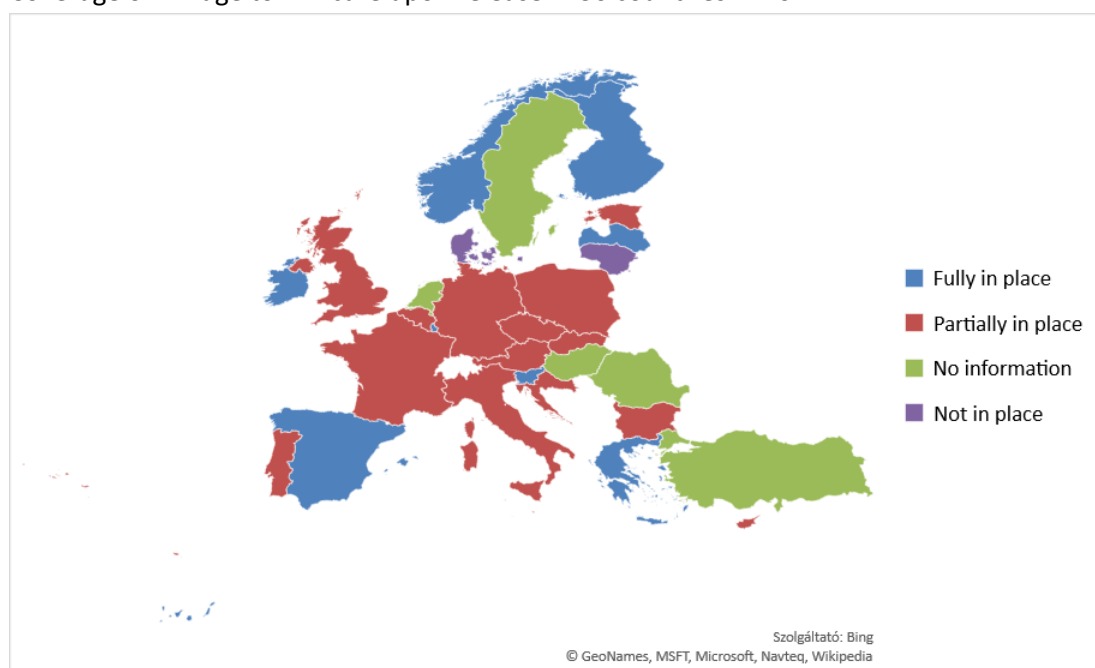 Fully in place
Partially in place
No information
Not in place
Szolgáltató: Bing
© GeoNames, MSFT, Microsoft, Navteq, Wikipedia